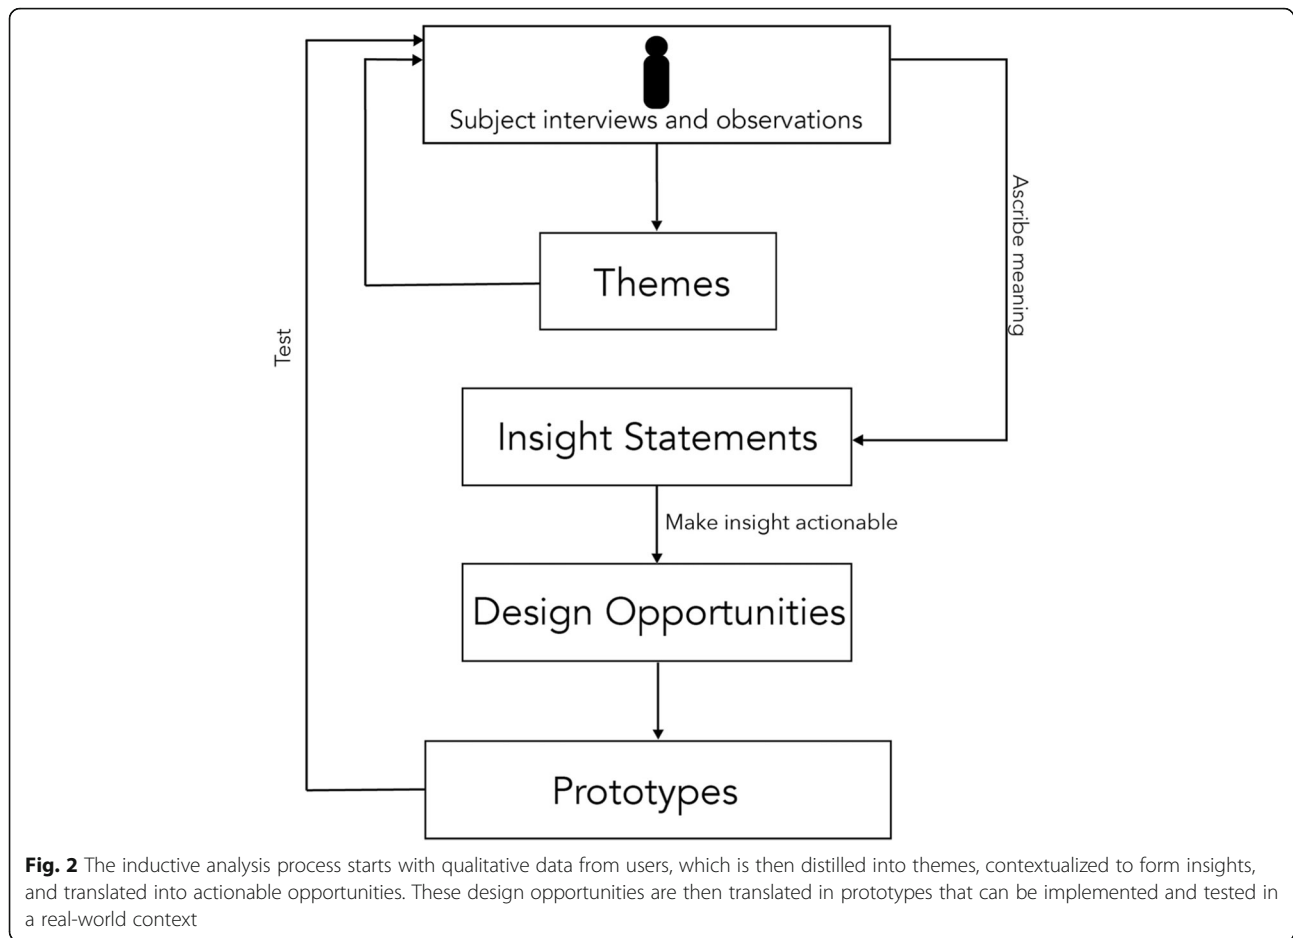 Subject interviews and observations
Ascribe meaning
Themes
Test
Insight Statements
Make insight actionable
Design Opportunities
Prototypes
Fig. 2 The inductive analysis process starts with qualitative data from users, which is then distilled into themes, contextualized to form insights,
and translated into actionable opportunities. These design opportunities are then translated in prototypes that can be implemented and tested in
a real-world context